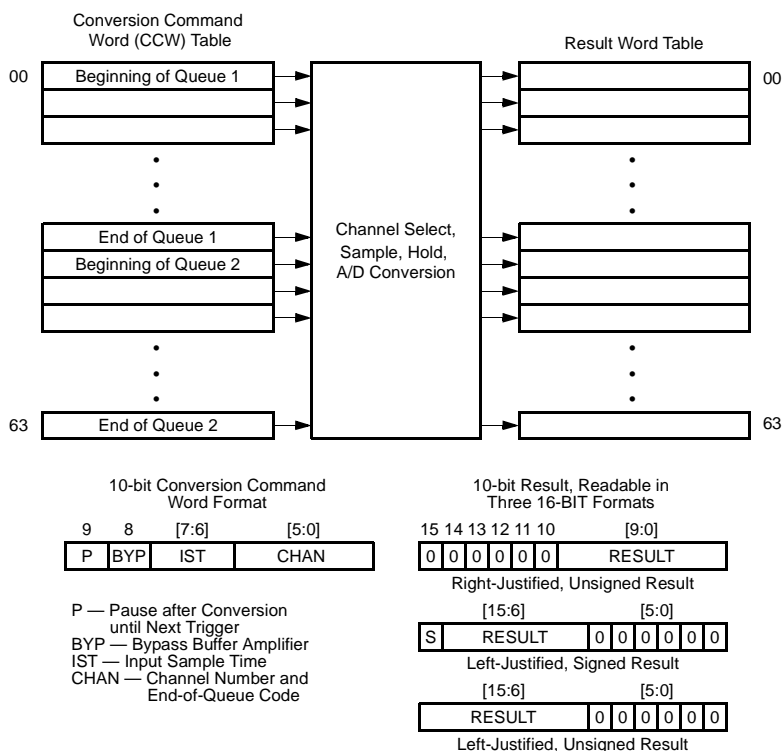 Conversion Command
Word (CCW) Table
Result Word Table
00
Beginning of Queue 1
00
End of Queue 1
Beginning of Queue 2
Channel Select,
Sample, Hold,
A/D Conversion
63
End of Queue 2
63
10-bit Conversion Command
Word Format
9 8 [7:6] [5:0]
P BYP IST CHAN
P — Pause after Conversion
until Next Trigger
BYP — Bypass Buffer Amplifier
IST — Input Sample Time
CHAN — Channel Number and
End-of-Queue Code
10-bit Result, Readable in
Three 16-BIT Formats
15 14 13 12 11 10 [9:0]
0 0 0 0 0 0 RESULT
Right-Justified, Unsigned Result
[15:6] [5:0]
S RESULT 0 0 0 0 0 0
Left-Justified, Signed Result
[15:6] [5:0]
RESULT 0 0 0 0 0 0
Left-Justified, Unsigned Result